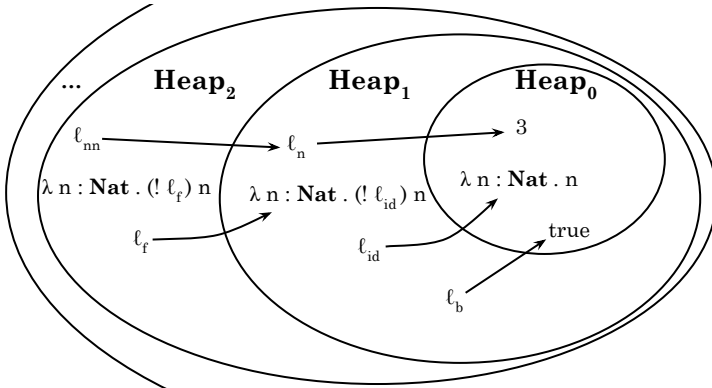 ...
Heap₂ Heap₁ Heap₀
ℓₙₙ ℓₙ 3
λ n : Nat . (! ℓ_f) n λ n : Nat . (! ℓ_id) n λ n : Nat . n
ℓ_f ℓ_id true
ℓ_b